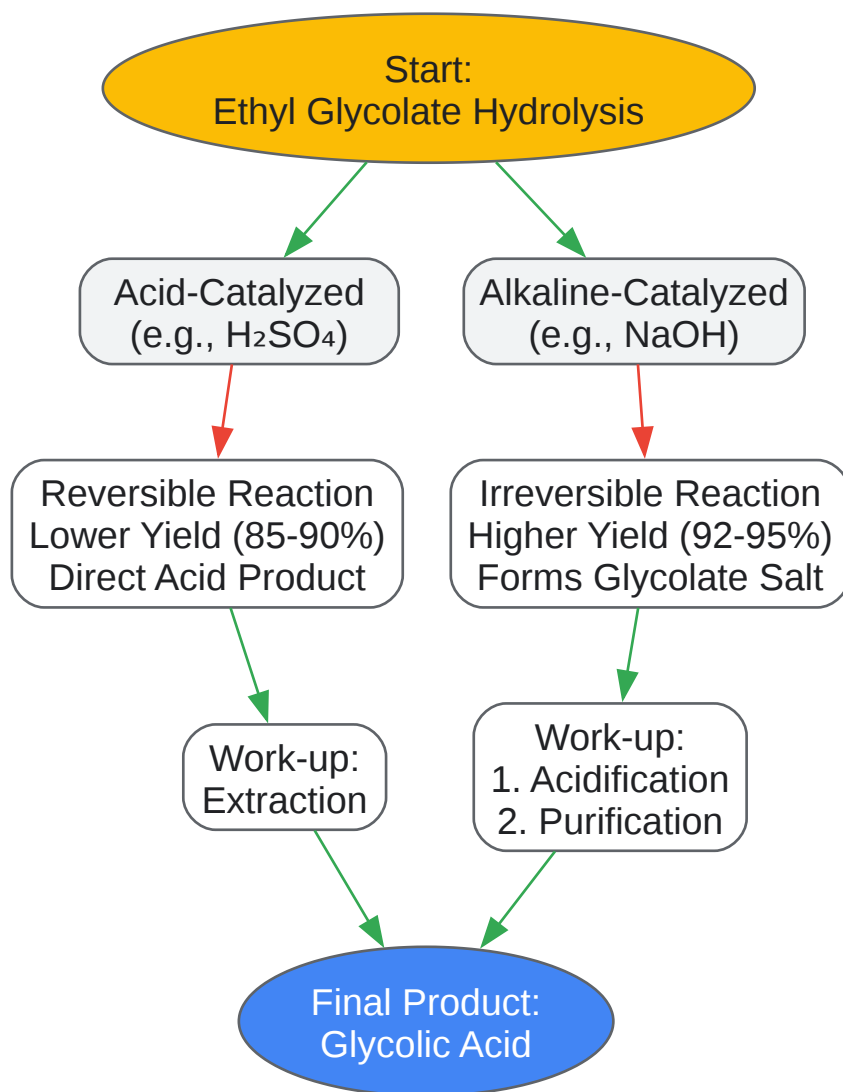 Start:
Ethyl Glycolate Hydrolysis
Acid-Catalyzed
(e.g., H₂SO₄)
Alkaline-Catalyzed
(e.g., NaOH)
Reversible Reaction
Lower Yield (85-90%)
Direct Acid Product
Irreversible Reaction
Higher Yield (92-95%)
Forms Glycolate Salt
Work-up:
Extraction
Work-up:
1. Acidification
2. Purification
Final Product:
Glycolic Acid